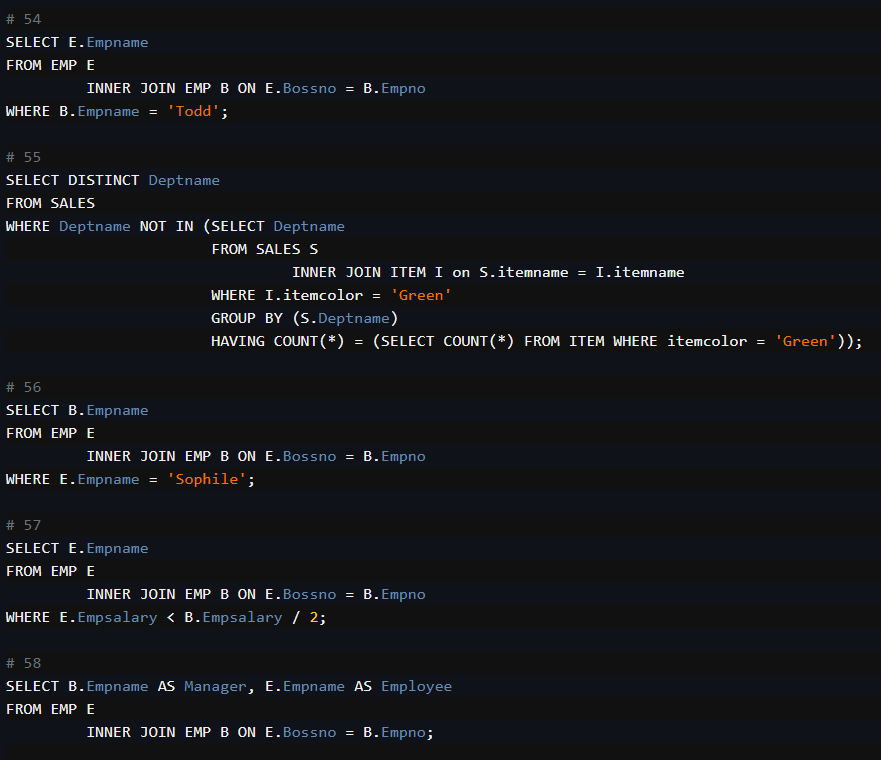 # 54
SELECT E.Empname
FROM EMP E
INNER JOIN EMP B ON E.Bossno = B.Empno
WHERE B.Empname = 'Todd';
# 55
SELECT DISTINCT Deptname
FROM SALES
WHERE Deptname NOT IN (SELECT Deptname
FROM SALES S
INNER JOIN ITEM I on S.itemname = I.itemname
WHERE I.itemcolor = 'Green'
GROUP BY (S.Deptname)
HAVING COUNT(*) = (SELECT COUNT(*) FROM ITEM WHERE itemcolor = 'Green'));
# 56
SELECT B.Empname
FROM EMP E
INNER JOIN EMP B ON E.Bossno = B.Empno
WHERE E.Empname = 'Sophile';
# 57
SELECT E.Empname
FROM EMP E
INNER JOIN EMP B ON E.Bossno = B.Empno
WHERE E.Empsalary < B.Empsalary / 2;
# 58
SELECT B.Empname AS Manager, E.Empname AS Employee
FROM EMP E
INNER JOIN EMP B ON E.Bossno = B.Empno;